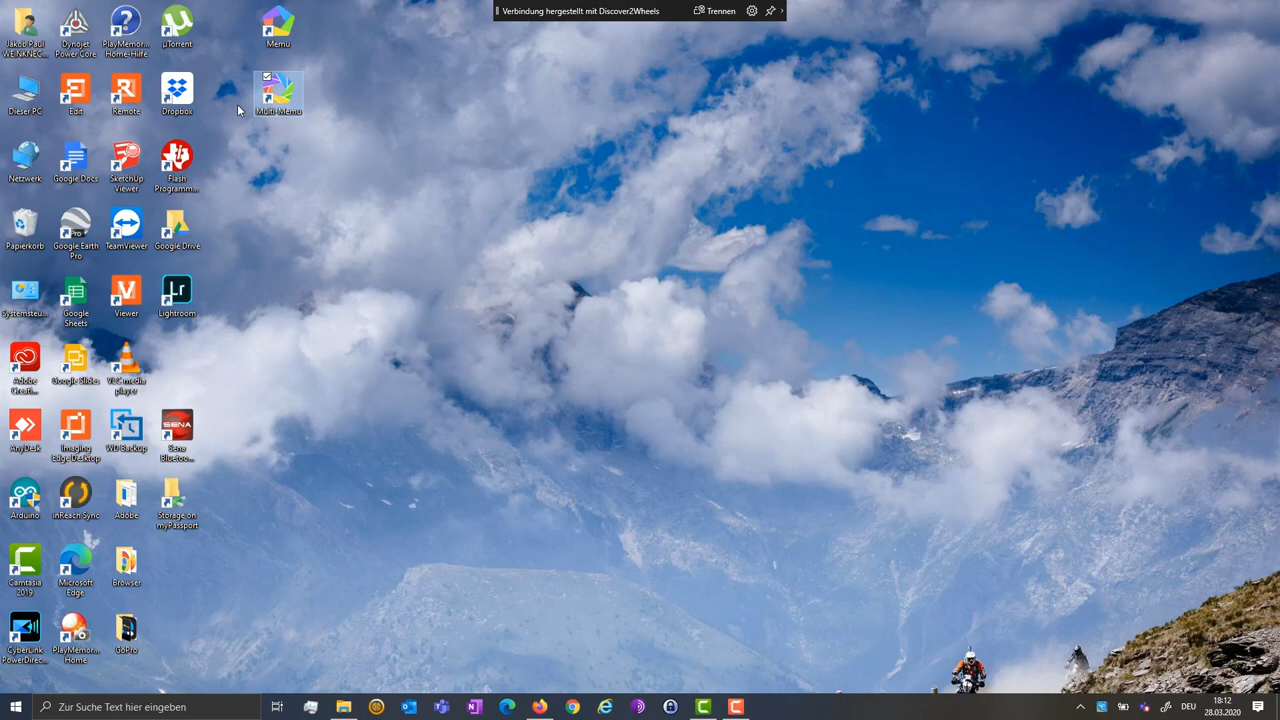 Verbindung hergestellt mit Discover2Wheels
Trennen
Jakob Paul
WEINKNEC...
Dynojet
Power Core
PlayMemor...
Home-Hilfe
µTorrent
Memu
Dieser PC
Edit
Remote
Dropbox
Multi-Memu
Netzwerk
Google Docs
SketchUp
Viewer
Flash
Programm...
Papierkorb
Google Earth
Pro
TeamViewer
Google Drive
Systemsteu...
Google
Sheets
Viewer
Lightroom
Adobe
Creati...
Google Slides
VLC media
player
AnyDesk
Imaging
Edge Desktop
WD Backup
SENA
Sena
Bluetoo...
Arduino
inReach Sync
Adobe
Storage on
myPassport
Camtasia
2019
Microsoft
Edge
Browser
CyberLink
PowerDirec...
PlayMemor...
Home
GoPro
Zur Suche Text hier eingeben
DEU
18:12
28.03.2020